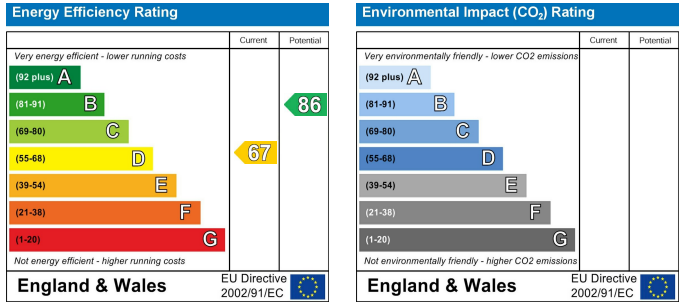 Energy Efficiency Rating
Current Potential
Very energy efficient - lower running costs
(92 plus) A
(81-91) B
86
(69-80) C
(55-68) D
67
(39-54) E
(21-38) F
(1-20) G
Not energy efficient - higher running costs
England & Wales
EU Directive
2002/91/EC
Environmental Impact (CO₂) Rating
Current Potential
Very environmentally friendly - lower CO2 emissions
(92 plus) A
(81-91) B
(69-80) C
(55-68) D
(39-54) E
(21-38) F
(1-20) G
Not environmentally friendly - higher CO2 emissions
England & Wales
EU Directive
2002/91/EC